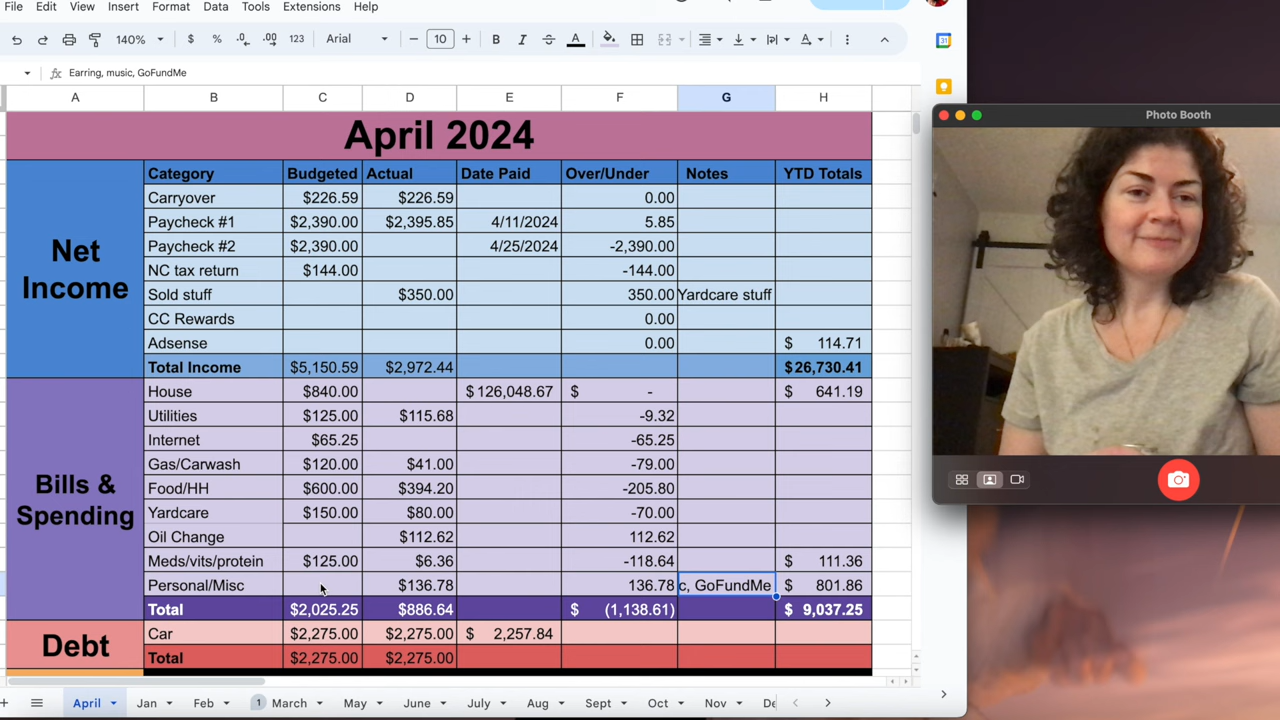 File Edit View Insert Format Data Tools Extensions Help
140% $ % .0 .00 123 Arial 10 B I A
Earring, music, GoFundMe
A B C D E F G H
April 2024
Net Income
Category Budgeted Actual Date Paid Over/Under Notes YTD Totals
Carryover $226.59 $226.59 0.00
Paycheck #1 $2,390.00 $2,395.85 4/11/2024 5.85
Paycheck #2 $2,390.00 4/25/2024 -2,390.00
NC tax return $144.00 -144.00
Sold stuff $350.00 350.00 Yardcare stuff
CC Rewards 0.00
Adsense 0.00 $ 114.71
Total Income $5,150.59 $2,972.44 $26,730.41
Bills & Spending
House $840.00 $126,048.67 $ - $ 641.19
Utilities $125.00 $115.68 -9.32
Internet $65.25 -65.25
Gas/Carwash $120.00 $41.00 -79.00
Food/HH $600.00 $394.20 -205.80
Yardcare $150.00 $80.00 -70.00
Oil Change $112.62 112.62
Meds/vits/protein $125.00 $6.36 -118.64 $ 111.36
Personal/Misc $136.78 136.78 c, GoFundMe $ 801.86
Total $2,025.25 $886.64 $ (1,138.61) $ 9,037.25
Debt
Car $2,275.00 $2,275.00 $ 2,257.84
Total $2,275.00 $2,275.00
April Jan Feb 1 March May June July Aug Sept Oct Nov De
31
Photo Booth